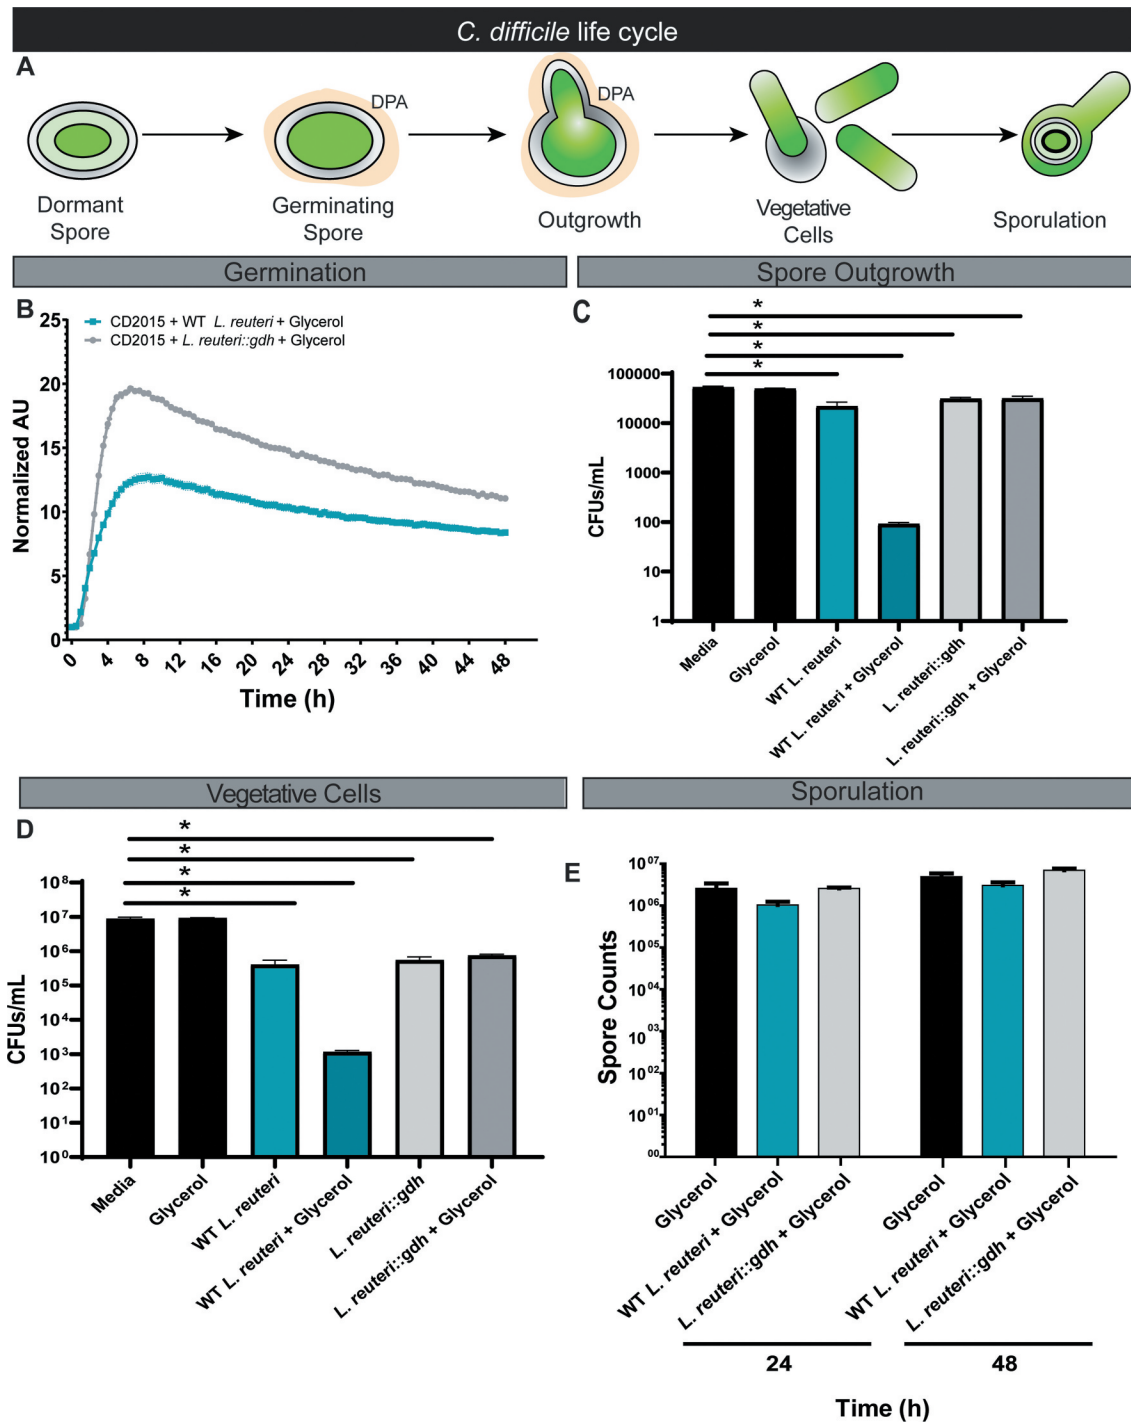 C. difficile life cycle
A
DPA
DPA
Dormant
Spore
Germinating
Spore
Outgrowth
Vegetative
Cells
Sporulation
Germination
Spore Outgrowth
B
CD2015 + WT L. reuteri + Glycerol
CD2015 + L. reuteri::gdh + Glycerol
Normalized AU
25
20
15
10
5
0
0 4 8 12 16 20 24 28 32 36 40 44 48
Time (h)
C
*
*
*
*
CFUs/mL
100000
10000
1000
100
10
1
Media
Glycerol
WT L. reuteri
WT L. reuteri + Glycerol
L. reuteri::gdh
L. reuteri::gdh + Glycerol
Vegetative Cells
Sporulation
D
*
*
*
*
CFUs/mL
10⁸
10⁷
10⁶
10⁵
10⁴
10³
10²
10¹
10⁰
Media
Glycerol
WT L. reuteri
WT L. reuteri + Glycerol
L. reuteri::gdh
L. reuteri::gdh + Glycerol
E
Spore Counts
10⁰⁷
10⁰⁶
10⁰⁵
10⁰⁴
10⁰³
10⁰²
10⁰¹
00
Glycerol
WT L. reuteri + Glycerol
L. reuteri::gdh + Glycerol
Glycerol
WT L. reuteri + Glycerol
L. reuteri::gdh + Glycerol
24
48
Time (h)